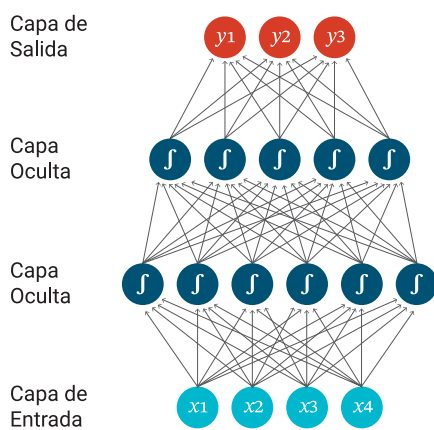 Capa de
Salida
y1 y2 y3
Capa
Oculta
∫ ∫ ∫ ∫ ∫
Capa
Oculta
∫ ∫ ∫ ∫ ∫ ∫
Capa de
Entrada
x1 x2 x3 x4